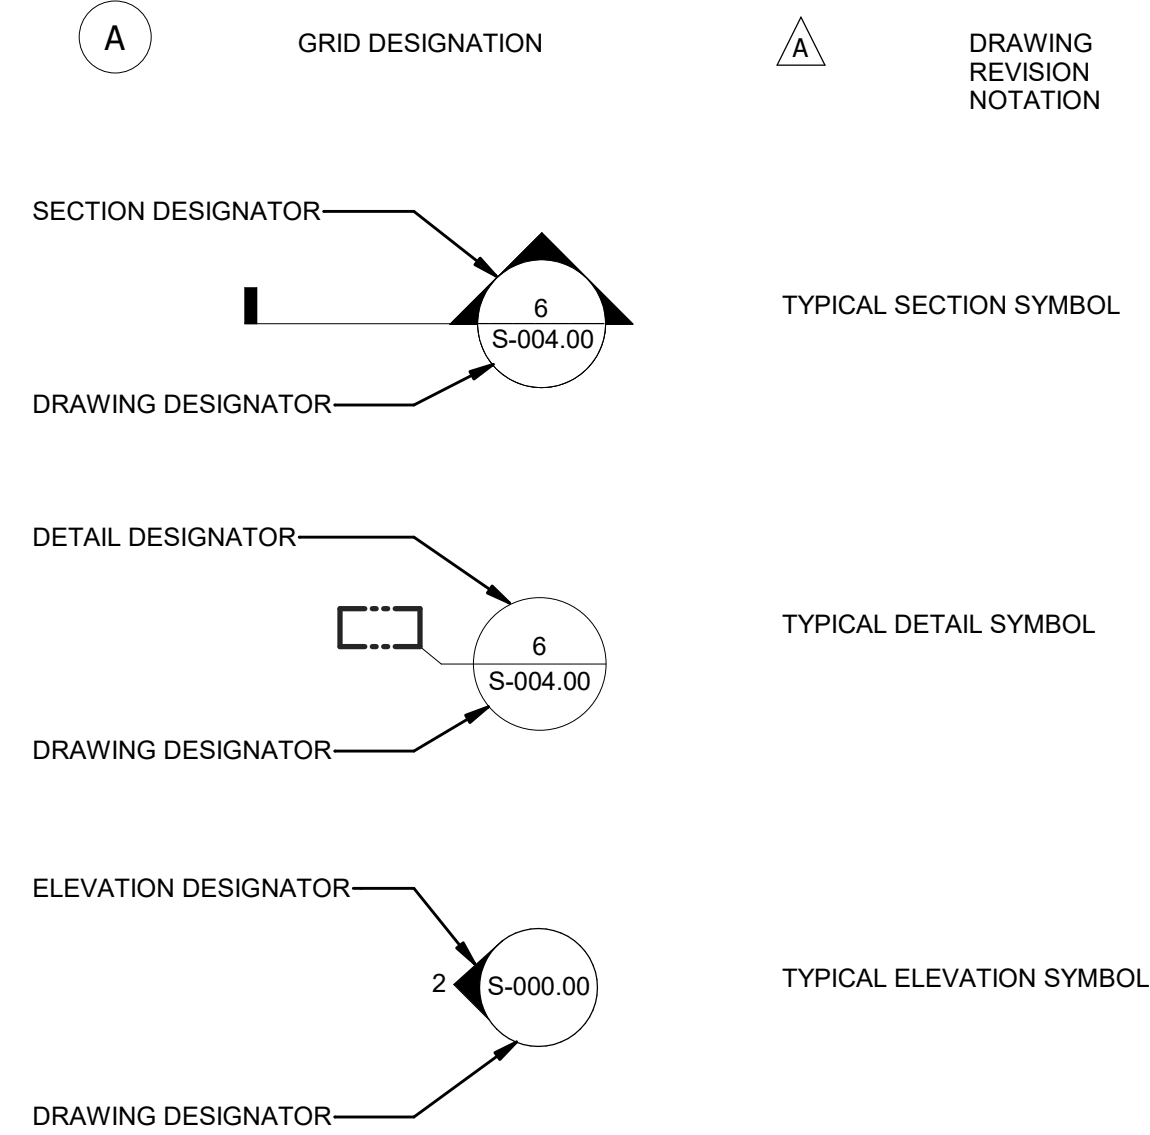 A
GRID DESIGNATION
A
DRAWING
REVISION
NOTATION
SECTION DESIGNATOR
6
S-004.00
TYPICAL SECTION SYMBOL
DRAWING DESIGNATOR
DETAIL DESIGNATOR
6
S-004.00
TYPICAL DETAIL SYMBOL
DRAWING DESIGNATOR
ELEVATION DESIGNATOR
2
S-000.00
TYPICAL ELEVATION SYMBOL
DRAWING DESIGNATOR